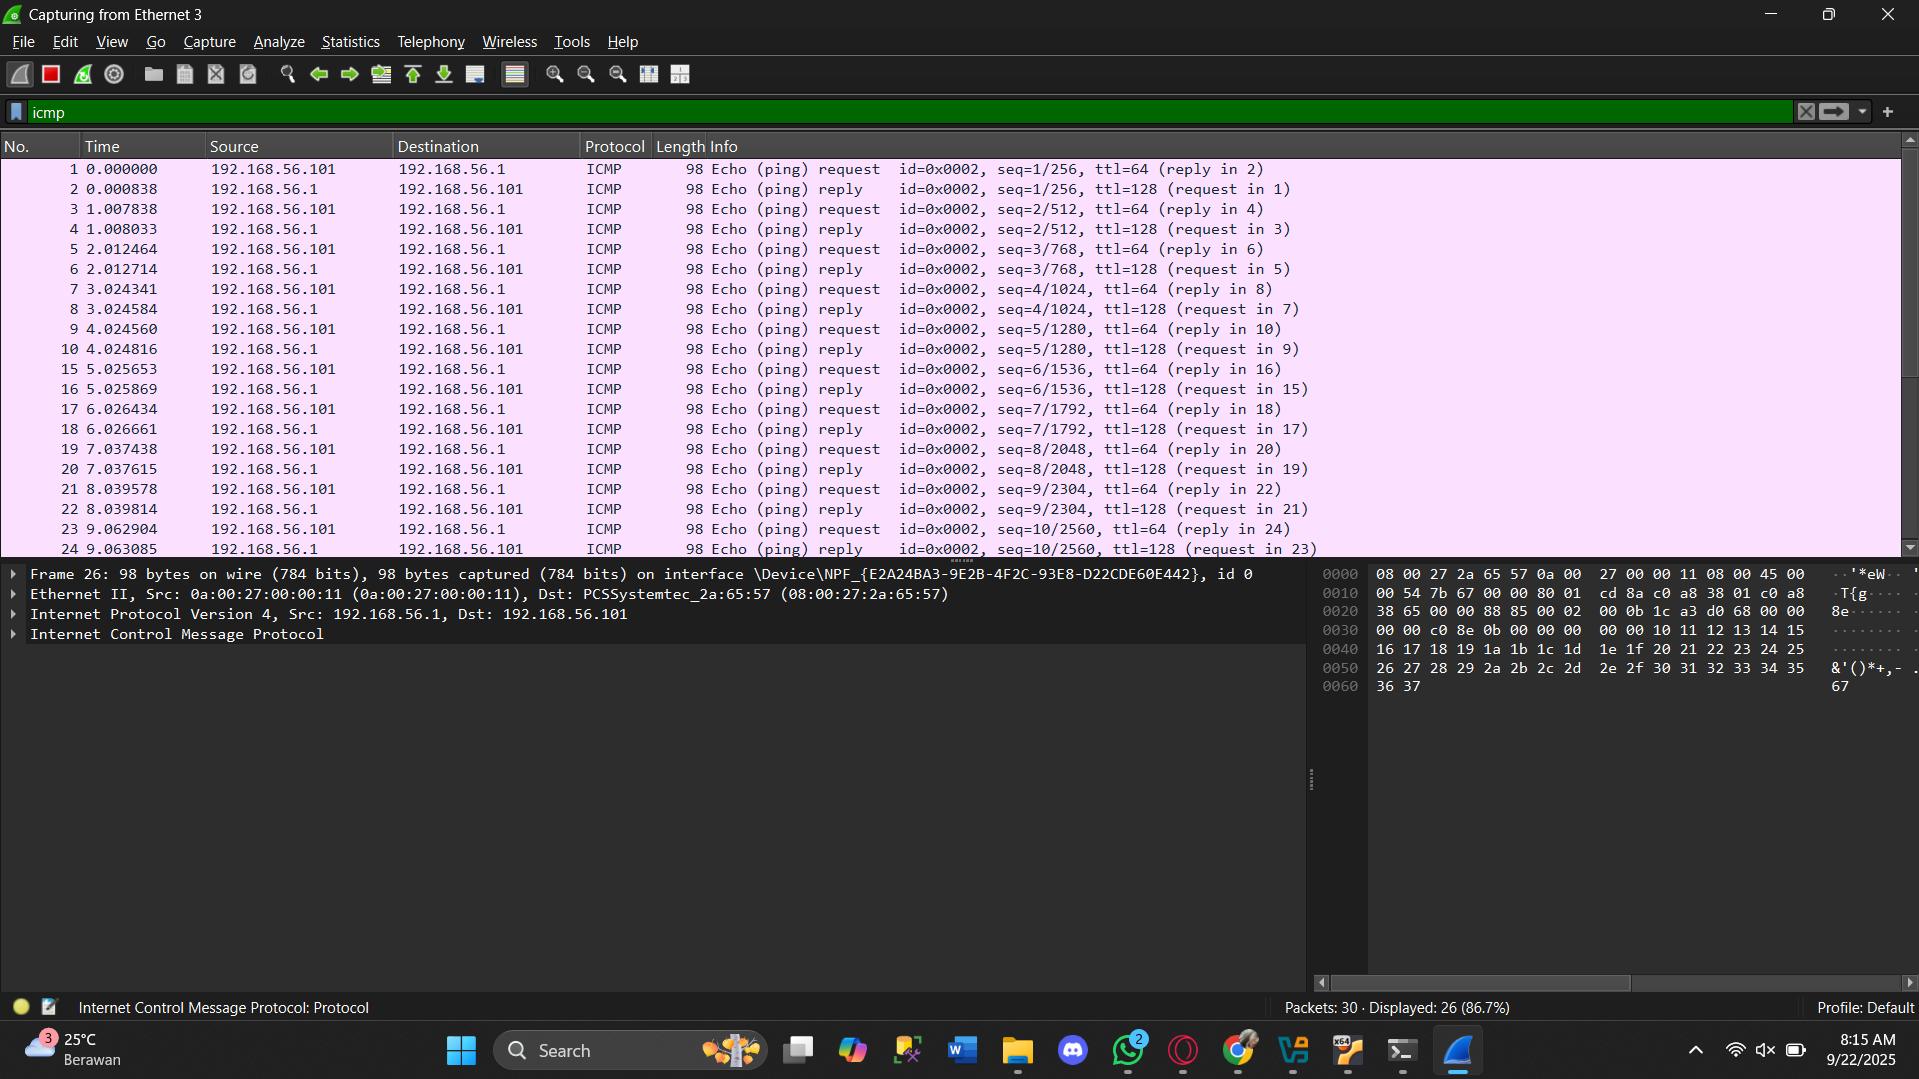 Capturing from Ethernet 3
File Edit View Go Capture Analyze Statistics Telephony Wireless Tools Help
icmp
No. Time Source Destination Protocol Length Info
1 0.000000 192.168.56.101 192.168.56.1 ICMP 98 Echo (ping) request id=0x0002, seq=1/256, ttl=64 (reply in 2)
2 0.000838 192.168.56.1 192.168.56.101 ICMP 98 Echo (ping) reply id=0x0002, seq=1/256, ttl=128 (request in 1)
3 1.007838 192.168.56.101 192.168.56.1 ICMP 98 Echo (ping) request id=0x0002, seq=2/512, ttl=64 (reply in 4)
4 1.008033 192.168.56.1 192.168.56.101 ICMP 98 Echo (ping) reply id=0x0002, seq=2/512, ttl=128 (request in 3)
5 2.012464 192.168.56.101 192.168.56.1 ICMP 98 Echo (ping) request id=0x0002, seq=3/768, ttl=64 (reply in 6)
6 2.012714 192.168.56.1 192.168.56.101 ICMP 98 Echo (ping) reply id=0x0002, seq=3/768, ttl=128 (request in 5)
7 3.024341 192.168.56.101 192.168.56.1 ICMP 98 Echo (ping) request id=0x0002, seq=4/1024, ttl=64 (reply in 8)
8 3.024584 192.168.56.1 192.168.56.101 ICMP 98 Echo (ping) reply id=0x0002, seq=4/1024, ttl=128 (request in 7)
9 4.024560 192.168.56.101 192.168.56.1 ICMP 98 Echo (ping) request id=0x0002, seq=5/1280, ttl=64 (reply in 10)
10 4.024816 192.168.56.1 192.168.56.101 ICMP 98 Echo (ping) reply id=0x0002, seq=5/1280, ttl=128 (request in 9)
15 5.025653 192.168.56.101 192.168.56.1 ICMP 98 Echo (ping) request id=0x0002, seq=6/1536, ttl=64 (reply in 16)
16 5.025869 192.168.56.1 192.168.56.101 ICMP 98 Echo (ping) reply id=0x0002, seq=6/1536, ttl=128 (request in 15)
17 6.026434 192.168.56.101 192.168.56.1 ICMP 98 Echo (ping) request id=0x0002, seq=7/1792, ttl=64 (reply in 18)
18 6.026661 192.168.56.1 192.168.56.101 ICMP 98 Echo (ping) reply id=0x0002, seq=7/1792, ttl=128 (request in 17)
19 7.037438 192.168.56.101 192.168.56.1 ICMP 98 Echo (ping) request id=0x0002, seq=8/2048, ttl=64 (reply in 20)
20 7.037615 192.168.56.1 192.168.56.101 ICMP 98 Echo (ping) reply id=0x0002, seq=8/2048, ttl=128 (request in 19)
21 8.039578 192.168.56.101 192.168.56.1 ICMP 98 Echo (ping) request id=0x0002, seq=9/2304, ttl=64 (reply in 22)
22 8.039814 192.168.56.1 192.168.56.101 ICMP 98 Echo (ping) reply id=0x0002, seq=9/2304, ttl=128 (request in 21)
23 9.062904 192.168.56.101 192.168.56.1 ICMP 98 Echo (ping) request id=0x0002, seq=10/2560, ttl=64 (reply in 24)
24 9.063085 192.168.56.1 192.168.56.101 ICMP 98 Echo (ping) reply id=0x0002, seq=10/2560, ttl=128 (request in 23)
Frame 26: 98 bytes on wire (784 bits), 98 bytes captured (784 bits) on interface \Device\NPF_{E2A24BA3-9E2B-4F2C-93E8-D22CDE60E442}, id 0
Ethernet II, Src: 0a:00:27:00:00:11 (0a:00:27:00:00:11), Dst: PCSSystemtec_2a:65:57 (08:00:27:2a:65:57)
Internet Protocol Version 4, Src: 192.168.56.1, Dst: 192.168.56.101
Internet Control Message Protocol
0000 08 00 27 2a 65 57 0a 00 27 00 00 11 08 00 45 00 ··'*eW·· '
0010 00 54 7b 67 00 00 80 01 cd 8a c0 a8 38 01 c0 a8 ·T{g···· ·
0020 38 65 00 00 88 85 00 02 00 0b 1c a3 d0 68 00 00 8e······ ·
0030 00 00 c0 8e 0b 00 00 00 00 00 10 11 12 13 14 15 ········ ·
0040 16 17 18 19 1a 1b 1c 1d 1e 1f 20 21 22 23 24 25 ········ ·
0050 26 27 28 29 2a 2b 2c 2d 2e 2f 30 31 32 33 34 35 &'()*+,- .
0060 36 37 67
Internet Control Message Protocol: Protocol
Packets: 30 · Displayed: 26 (86.7%)
Profile: Default
3
25°C
Berawan
Search
2
x64
8:15 AM
9/22/2025